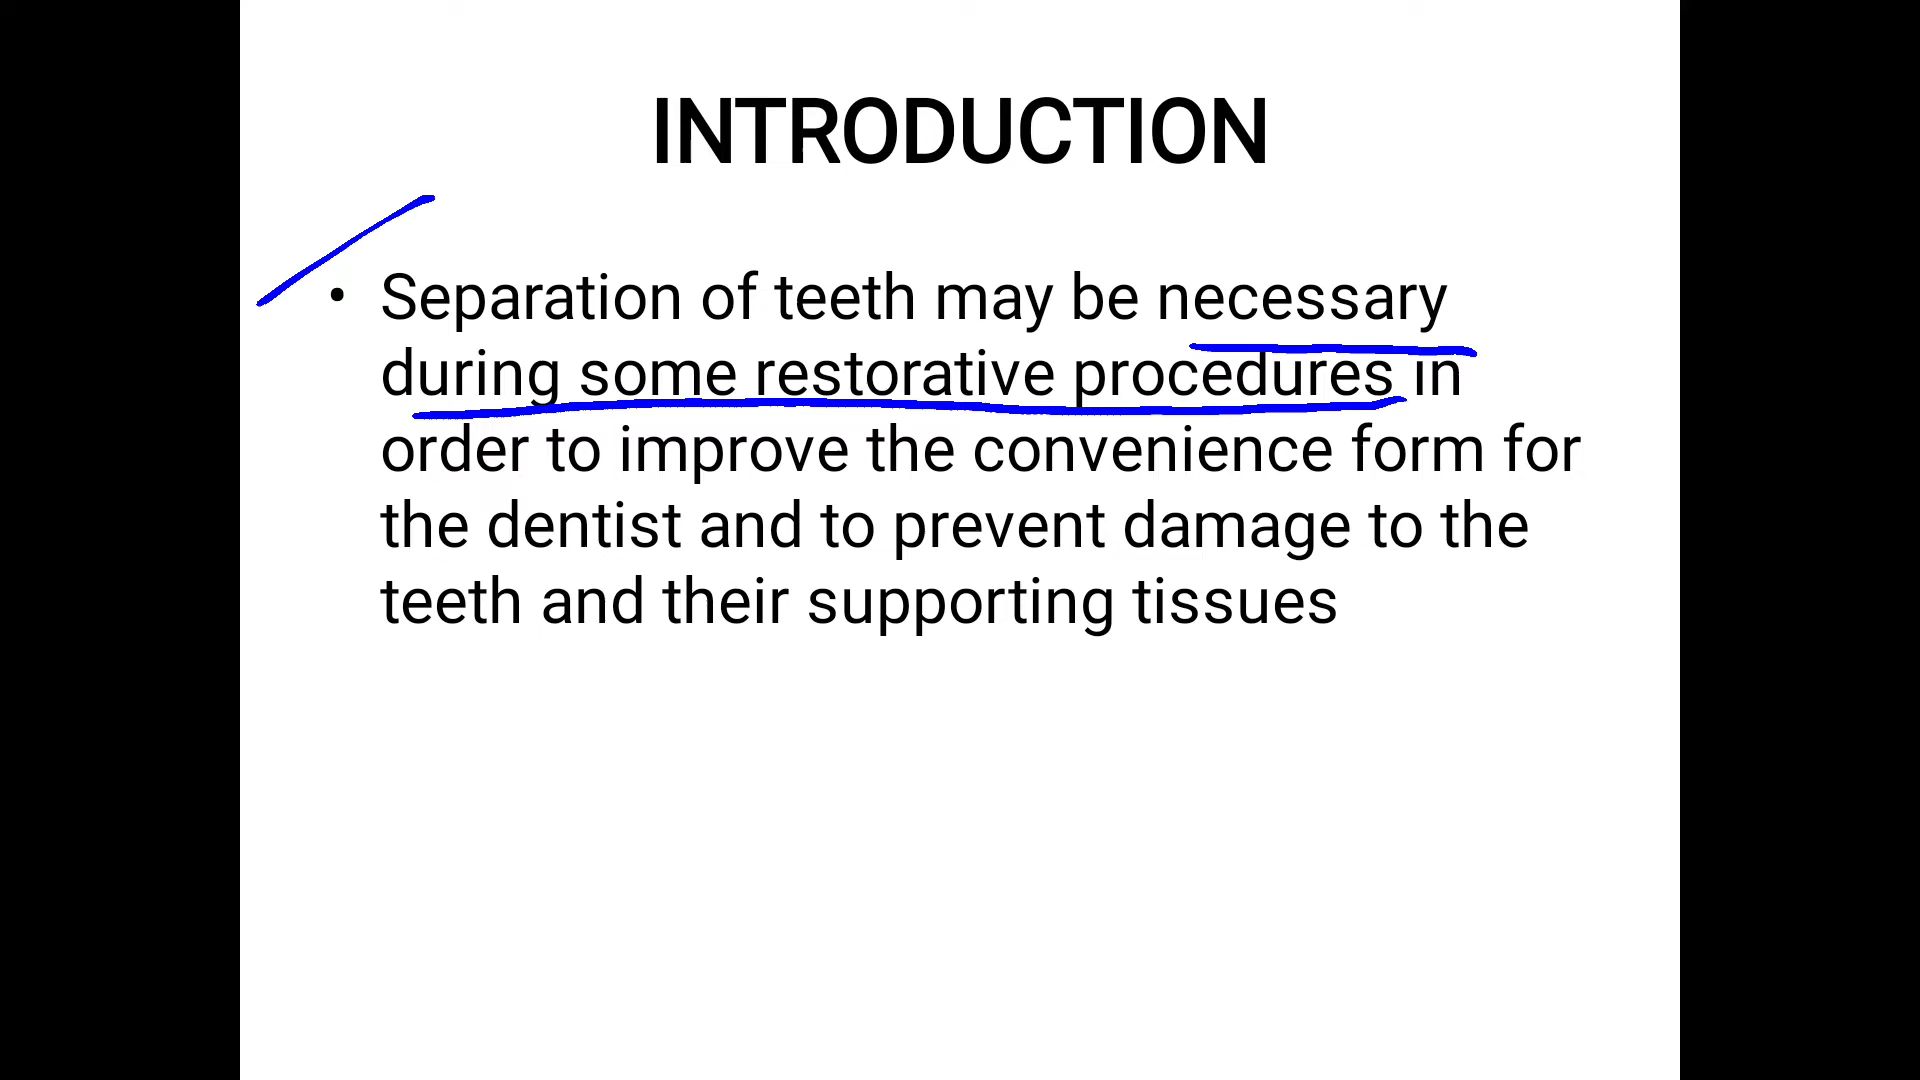 INTRODUCTION
• Separation of teeth may be necessary
during some restorative procedures in
order to improve the convenience form for
the dentist and to prevent damage to the
teeth and their supporting tissues